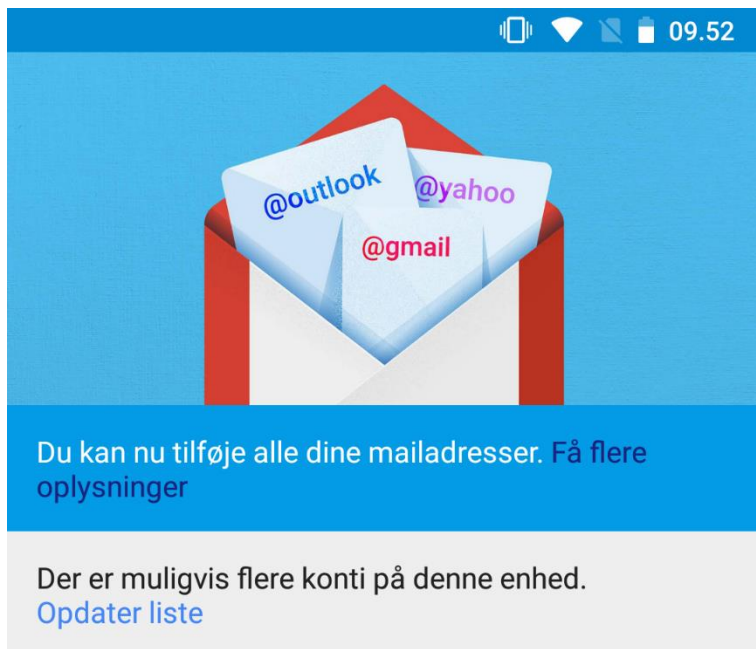 09.52
@outlook
@yahoo
@gmail
Du kan nu tilføje alle dine mailadresser. Få flere
oplysninger
Der er muligvis flere konti på denne enhed.
Opdater liste